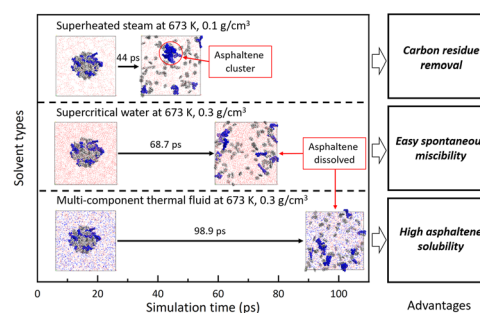 Superheated steam at 673 K, 0.1 g/cm³
44 ps
Asphaltene
cluster
Carbon residue
removal
Supercritical water at 673 K, 0.3 g/cm³
68.7 ps
Asphaltene
dissolved
Easy spontaneous
miscibility
Multi-component thermal fluid at 673 K, 0.3 g/cm³
98.9 ps
High asphaltene
solubility
Solvent types
0 20 40 60 80 100
Simulation time (ps)
Advantages